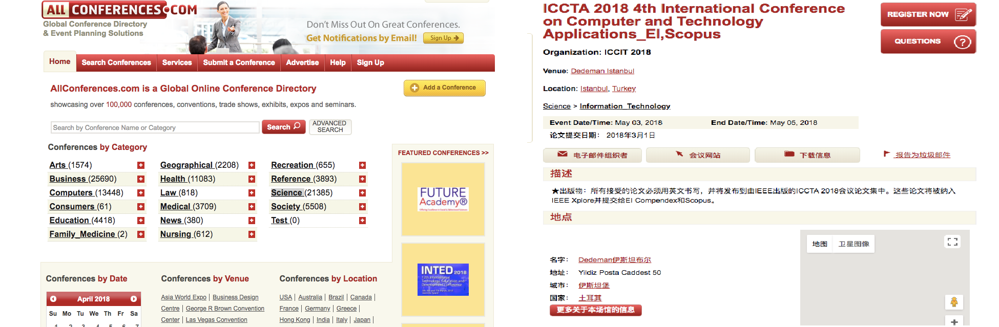 ALL CONFERENCES.COM
Global Conference Directory
& Event Planning Solutions
Don't Miss Out On Great Conferences.
Get Notifications by Email!
Sign Up
Home
Search Conferences
Services
Submit a Conference
Advertise
Help
Sign Up
AllConferences.com is a Global Online Conference Directory
Add a Conference
showcasing over 100,000 conferences, conventions, trade shows, exhibits, expos and seminars.
Search by Conference Name or Category
Search
ADVANCED
SEARCH
Conferences by Category
Arts (1574)
Business (25690)
Computers (13448)
Consumers (61)
Education (4418)
Family_Medicine (2)
Geographical (2208)
Health (11083)
Law (818)
Medical (3709)
News (380)
Nursing (612)
Recreation (655)
Reference (3893)
Science (21385)
Society (5508)
Test (0)
FEATURED CONFERENCES >>
FUTURE
Academy®
INTED 2018
12th International
Technology, Education and
Development Conference
Conferences by Date
April 2018
Su Mo Tu We Th Fr Sa
1 2 3 4 5 6 7
Conferences by Venue
Asia World Expo | Business Design
Centre | George R Brown Convention
Center | Las Vegas Convention
Conferences by Location
USA | Australia | Brazil | Canada |
France | Germany | Greece |
Hong Kong | India | Italy | Japan |
ICCTA 2018 4th International Conference
on Computer and Technology
Applications_EI,Scopus
REGISTER NOW
QUESTIONS
Organization: ICCIT 2018
Venue: Dedeman Istanbul
Location: Istanbul, Turkey
Science > Information_Technology
Event Date/Time: May 03, 2018
End Date/Time: May 05, 2018
论文提交日期： 2018年3月1日
电子邮件组织者
会议网站
下载信息
报告为垃圾邮件
描述
★出版物：所有接受的论文必须用英文书写，并将发布到由IEEE出版的ICCTA 2018会议论文集中。这些论文将被纳入
IEEE Xplore并提交给EI Compendex和Scopus。
地点
地图
卫星图像
名字： Dedeman伊斯坦布尔
地址： Yildiz Posta Caddest 50
城市： 伊斯坦堡
国家： 土耳其
更多关于本场馆的信息